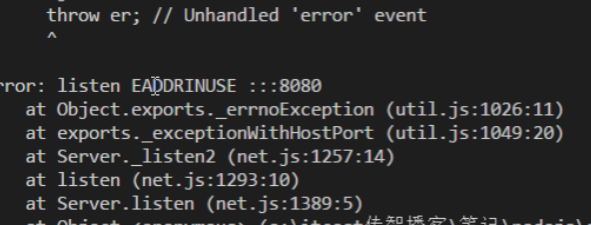 throw er; // Unhandled 'error' event
^
rror: listen EADDRINUSE :::8080
at Object.exports._errnoException (util.js:1026:11)
at exports._exceptionWithHostPort (util.js:1049:20)
at Server._listen2 (net.js:1257:14)
at listen (net.js:1293:10)
at Server.listen (net.js:1389:5)
at Object.